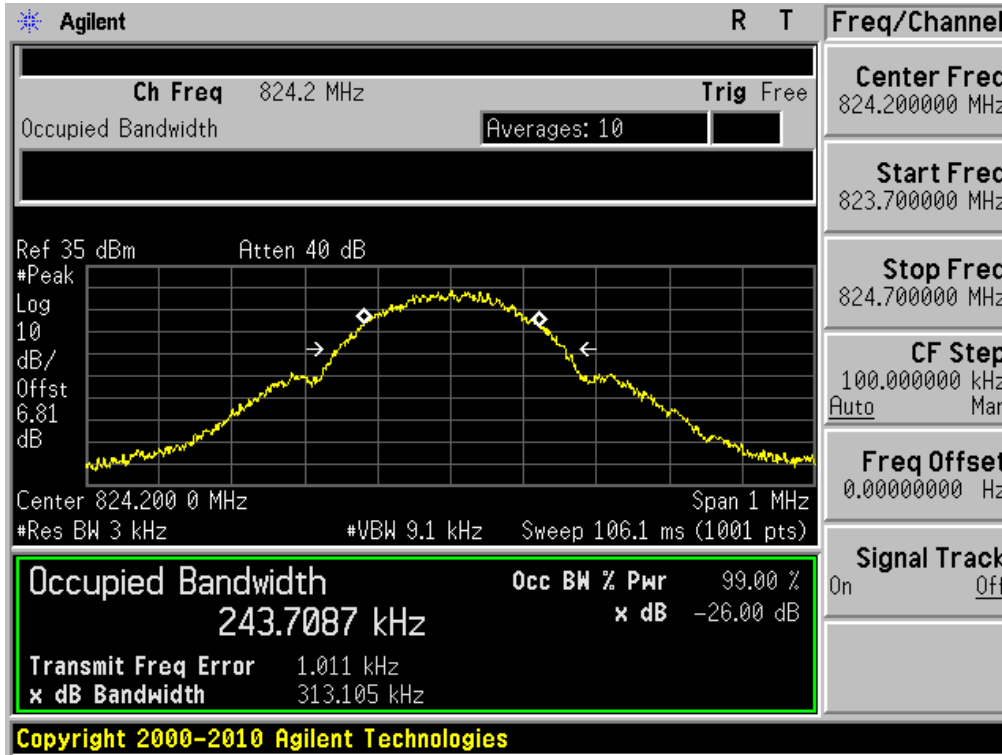 Agilent R T Freq/Channel
Ch Freq 824.2 MHz Trig Free
Occupied Bandwidth Averages: 10
Center Freq
824.200000 MHz
Start Freq
823.700000 MHz
Stop Freq
824.700000 MHz
CF Step
100.000000 kHz
Auto Man
Freq Offset
0.00000000 Hz
Signal Track
On Off
Ref 35 dBm Atten 40 dB
#Peak
Log
10
dB/
Offst
6.81
dB
Center 824.200 0 MHz Span 1 MHz
#Res BW 3 kHz #VBW 9.1 kHz Sweep 106.1 ms (1001 pts)
Occupied Bandwidth Occ BW % Pwr 99.00 %
243.7087 kHz x dB -26.00 dB
Transmit Freq Error 1.011 kHz
x dB Bandwidth 313.105 kHz
Copyright 2000-2010 Agilent Technologies